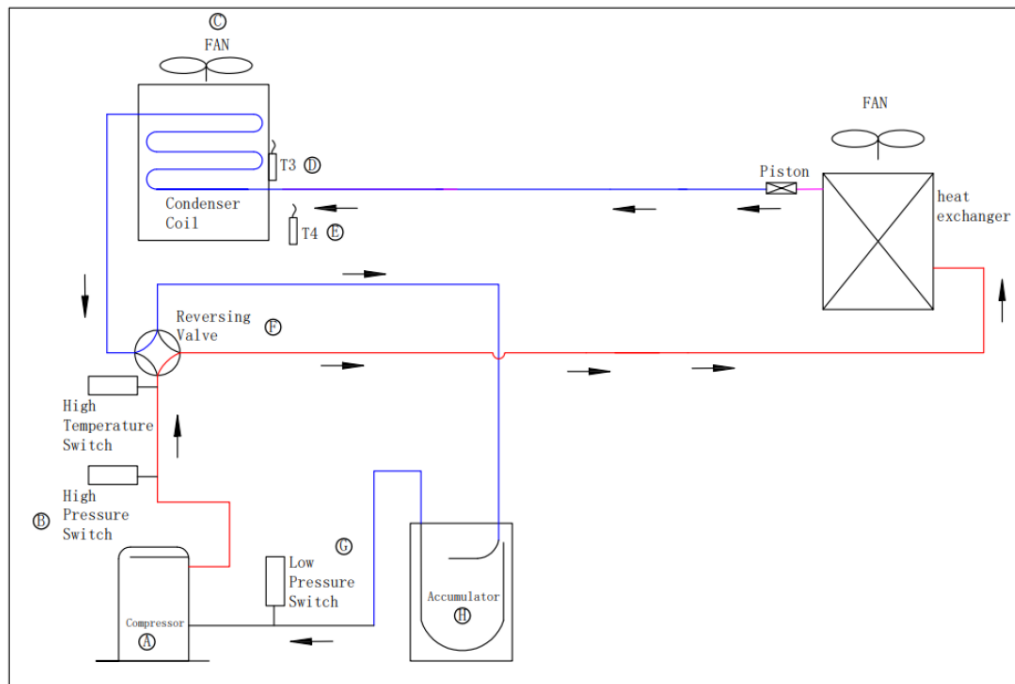 C
FAN
FAN
T3 D
Piston
Condenser
Coil
heat
exchanger
T4 E
Reversing
Valve
F
High
Temperature
Switch
High
Pressure
Switch
B
G
Low
Pressure
Switch
Accumulator
H
Compressor
A